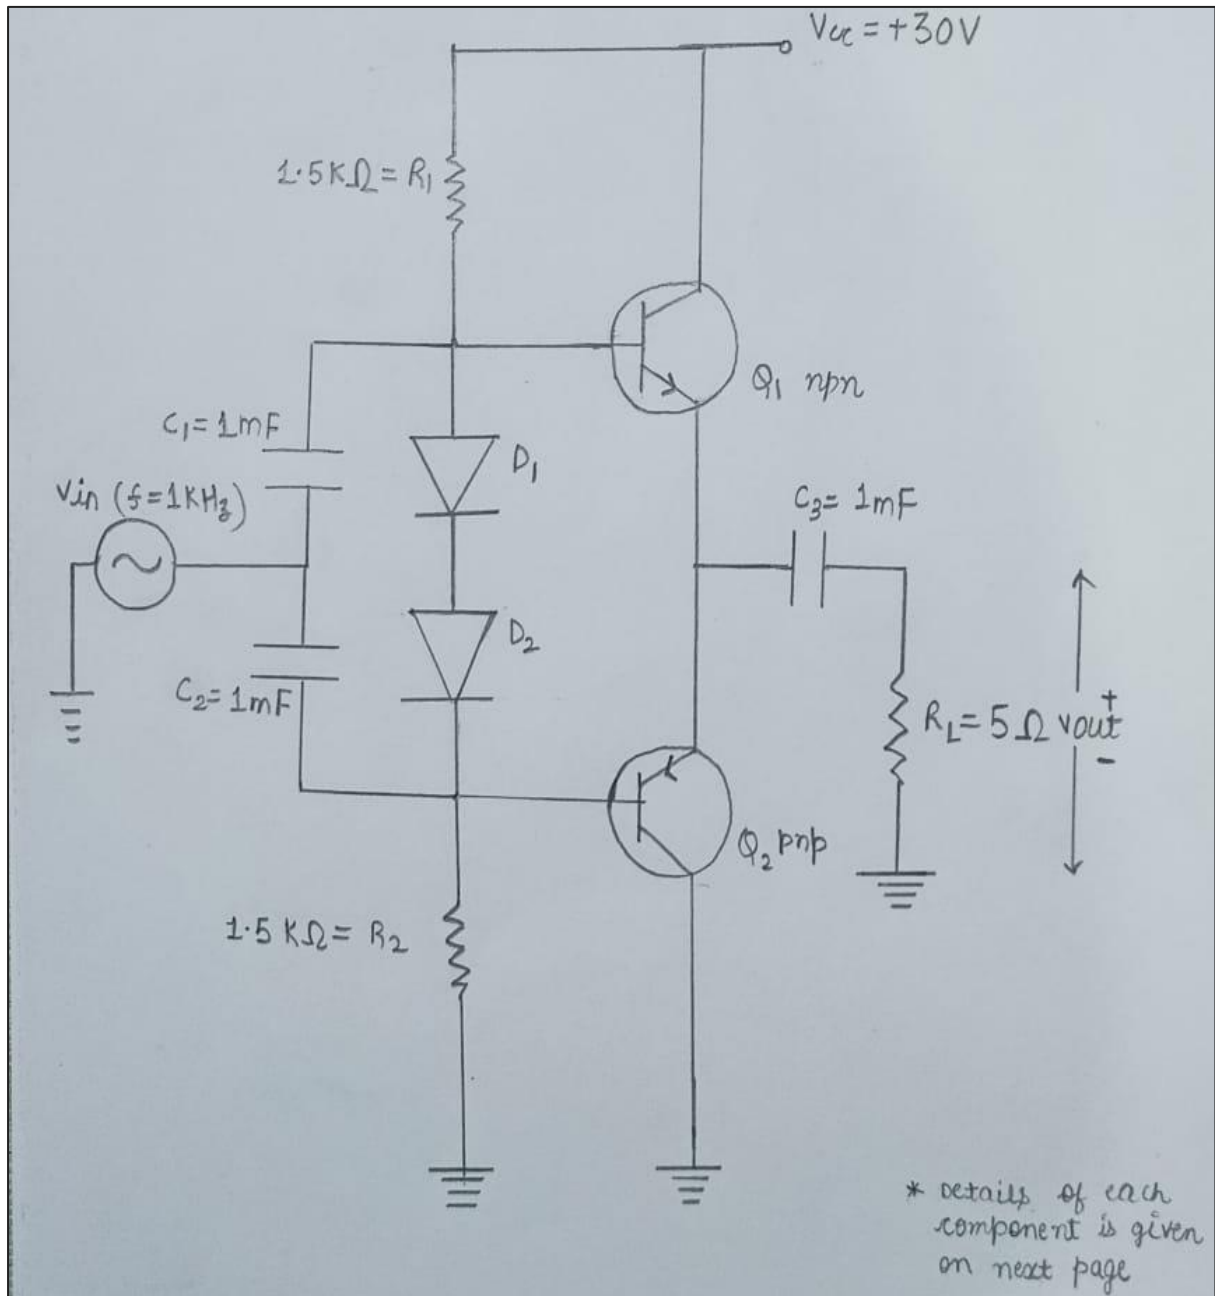 Vcc = +30V
1.5KΩ = R1
Q1 npn
C1 = 1mF
D1
Vin (f=1KHz)
C3 = 1mF
D2
C2 = 1mF
RL = 5Ω vout
+
-
Q2 pnp
1.5 KΩ = R2
* Details of each
component is given
on next page